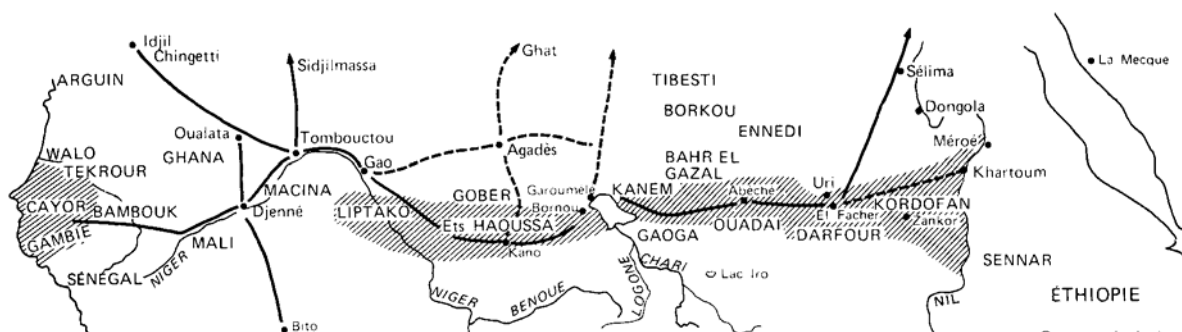 Idjil
Chingetti
Ghat
La Mecque
Sidjilmassa
Sélima
TIBESTI
ARGUIN
BORKOU
Dongola
Oualata
Tombouctou
ENNEDI
GHANA
Agadès
Méroé
WALO
TEKROUR
Gao
BAHR EL
GAZAL
Khartoum
MACINA
GOBER
Garoumelé
KANEM
Abéché
Uri
CAYOR
BAMBOUK
Djenné
LIPTAKO
Bornou
KORDOFAN
Ets HAOUSSA
OUADAI
El Facher
Zankor
GAMBIE
MALI
Kano
GAOGA
DARFOUR
SÉNÉGAL
NIGER
CHARI
SENNAR
LOGONE
Lac Iro
NIGER
BENOUE
NIL
ÉTHIOPIE
Bito